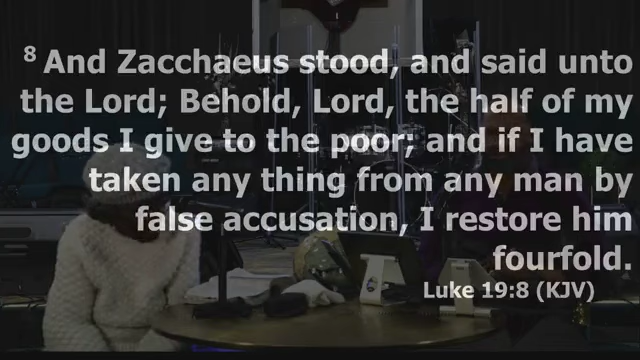 8 And Zacchaeus stood, and said unto
the Lord; Behold, Lord, the half of my
goods I give to the poor; and if I have
taken any thing from any man by
false accusation, I restore him
fourfold.
Luke 19:8 (KJV)